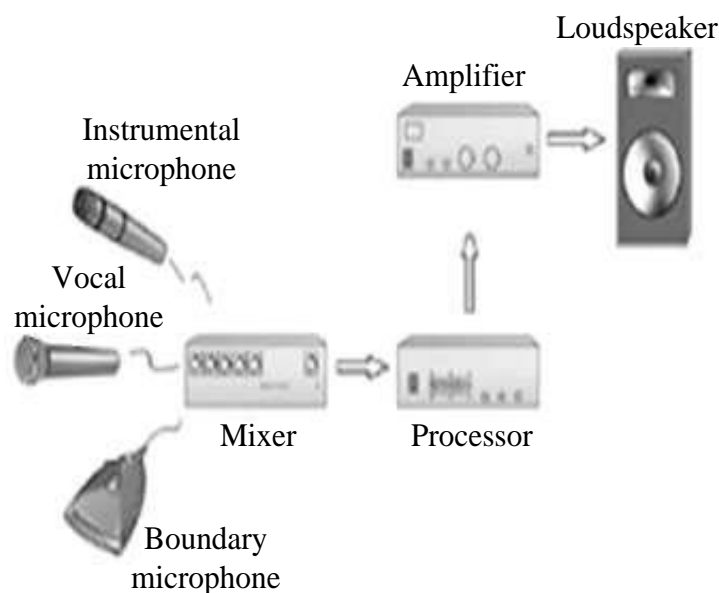 Loudspeaker
Amplifier
Instrumental
microphone
Vocal
microphone
Mixer
Processor
Boundary
microphone